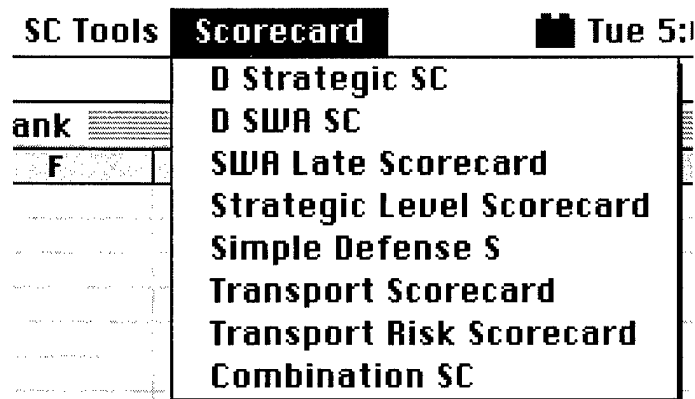 SC Tools Scorecard Tue 5:
D Strategic SC
ank
D SWA SC
F
SWA Late Scorecard
Strategic Level Scorecard
Simple Defense S
Transport Scorecard
Transport Risk Scorecard
Combination SC